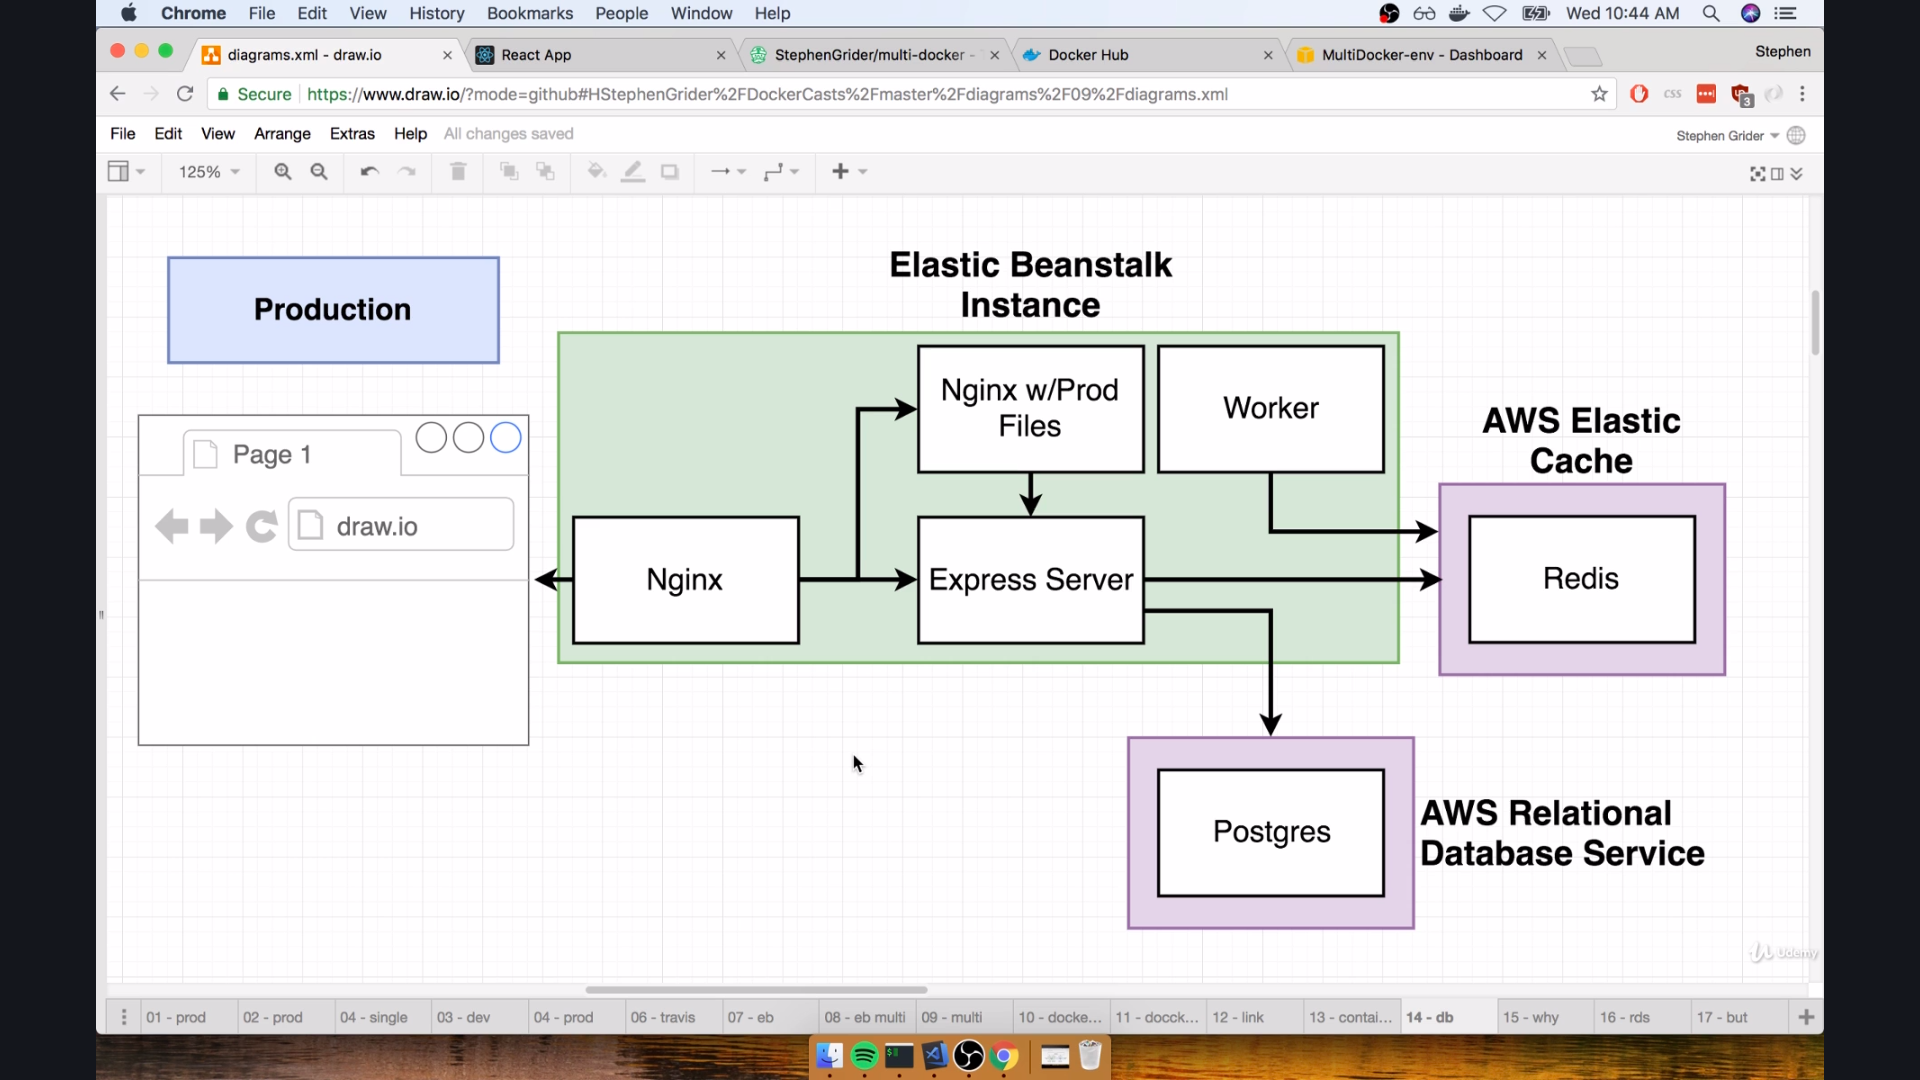 Chrome File Edit View History Bookmarks People Window Help Wed 10:44 AM
diagrams.xml - draw.io React App StephenGrider/multi-docker - Docker Hub MultiDocker-env - Dashboard Stephen
Secure https://www.draw.io/?mode=github#HStephenGrider%2FDockerCasts%2Fmaster%2Fdiagrams%2F09%2Fdiagrams.xml CSS 3
File Edit View Arrange Extras Help All changes saved Stephen Grider
125%
Production
Elastic Beanstalk
Instance
Nginx w/Prod
Files
Worker
AWS Elastic
Cache
Page 1
draw.io
Nginx
Express Server
Redis
Postgres
AWS Relational
Database Service
Udemy
01 - prod 02 - prod 04 - single 03 - dev 04 - prod 06 - travis 07 - eb 08 - eb multi 09 - multi 10 - docke... 11 - docck... 12 - link 13 - contai... 14 - db 15 - why 16 - rds 17 - but